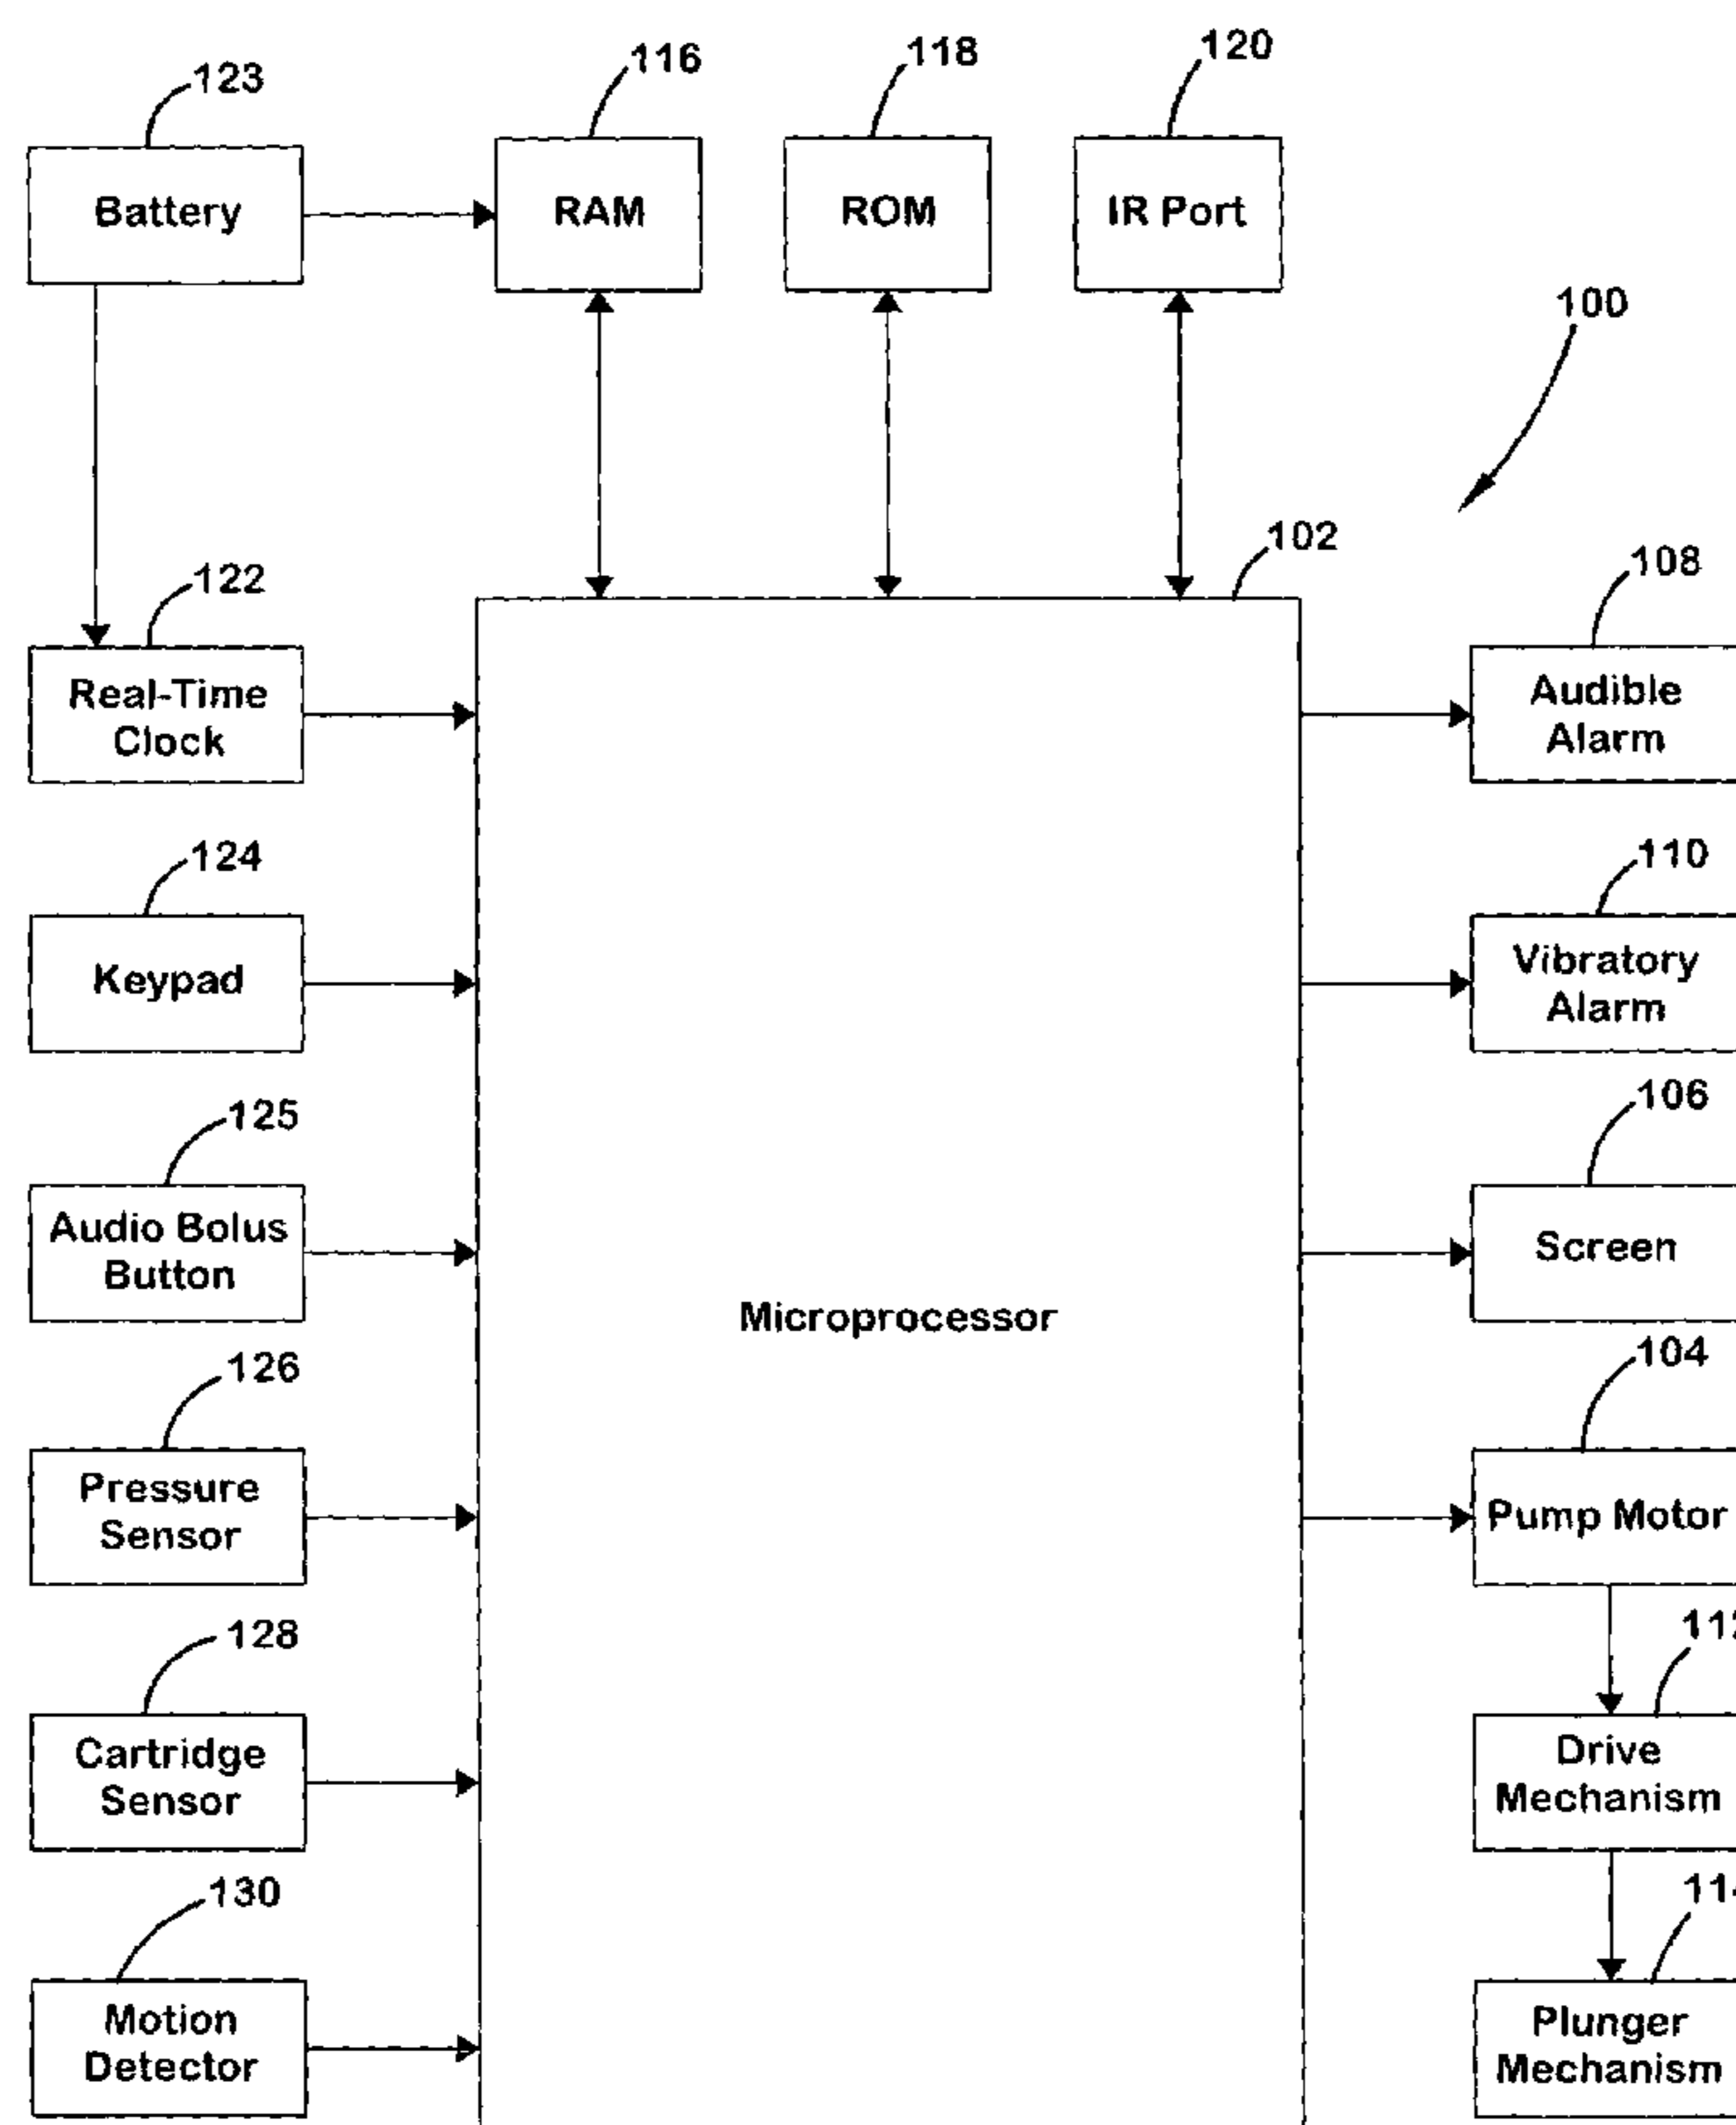 123
116
118
120
Battery
RAM
ROM
IR Port
100
102
122
108
Real-Time
Clock
Audible
Alarm
124
110
Keypad
Vibratory
Alarm
125
106
Audio Bolus
Button
Screen
Microprocessor
126
104
Pressure
Sensor
Pump Motor
128
112
Cartridge
Sensor
Drive
Mechanism
130
114
Motion
Detector
Plunger
Mechanism